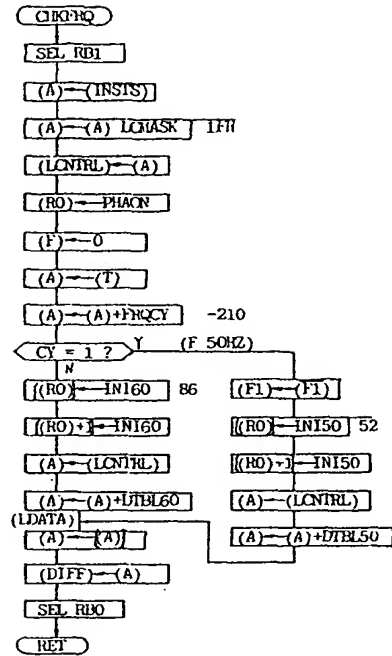 CHKFRQ
SEL RB1
(A)←(INSTS)
(A)←(A) LCMASK 1FH
(LCNTRL)←(A)
(R0)←PHAON
(F)←0
(A)←(T)
(A)←(A)+FRQCY -210
CY = 1 ? Y (F 50HZ)
N
[(R0)]←INI60 86
[(R0)+1]←INI60
(A)←(LCNTRL)
(A)←(A)+DTBL60
(F1)←(F1)
[(R0)]←INI50 52
[(R0)+1]←INI50
(A)←(LCNTRL)
(A)←(A)+DTBL50
(LDATA)
(A)←[(A)]
(DIFF)←(A)
SEL RB0
RET